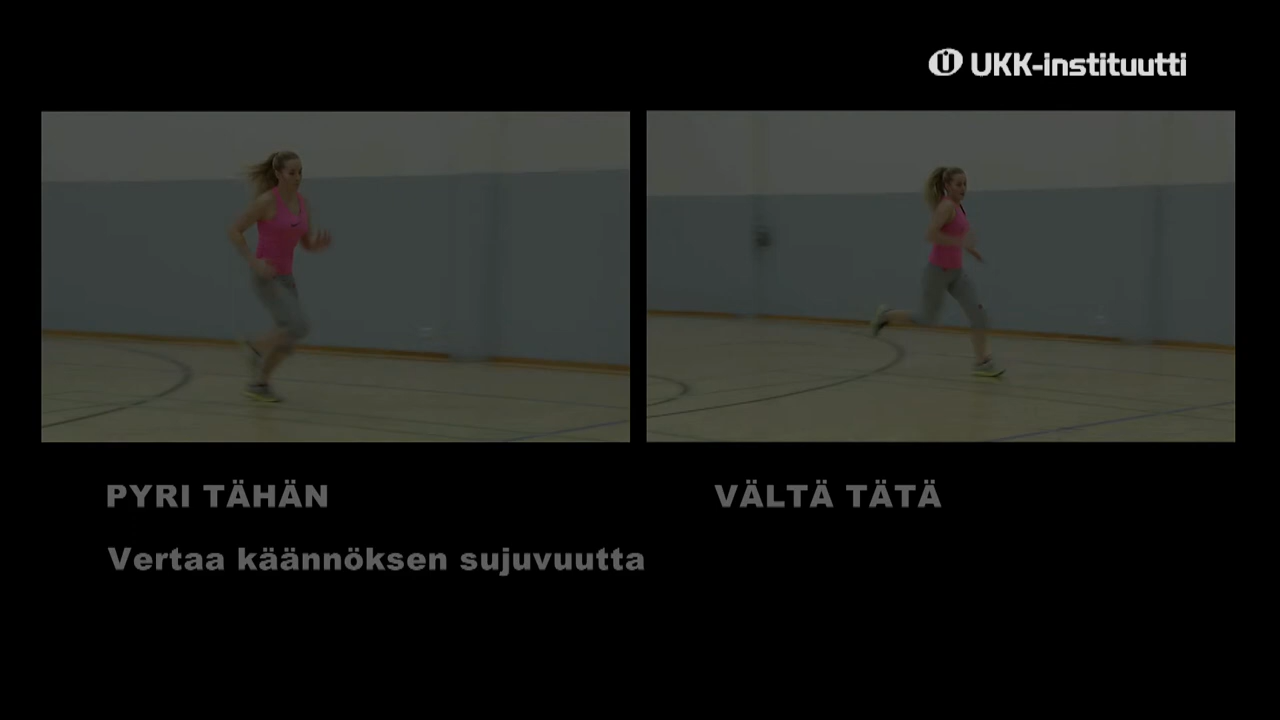 UKK-instituutti
PYRI TÄHÄN
VÄLTÄ TÄTÄ
Vertaa käännöksen sujuvuutta